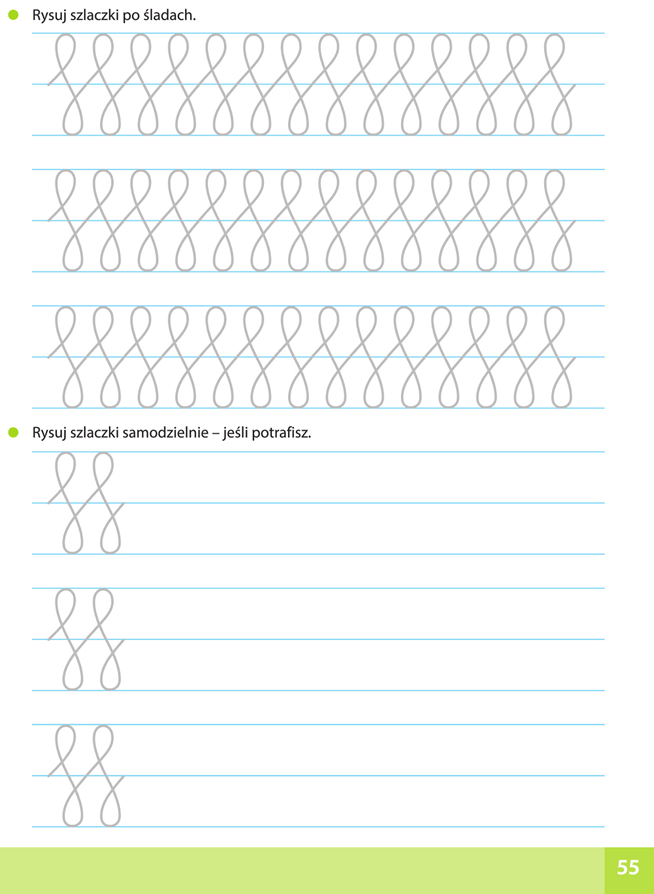 Rysuj szlaczki po śladach.
Rysuj szlaczki samodzielnie – jeśli potrafisz.
55